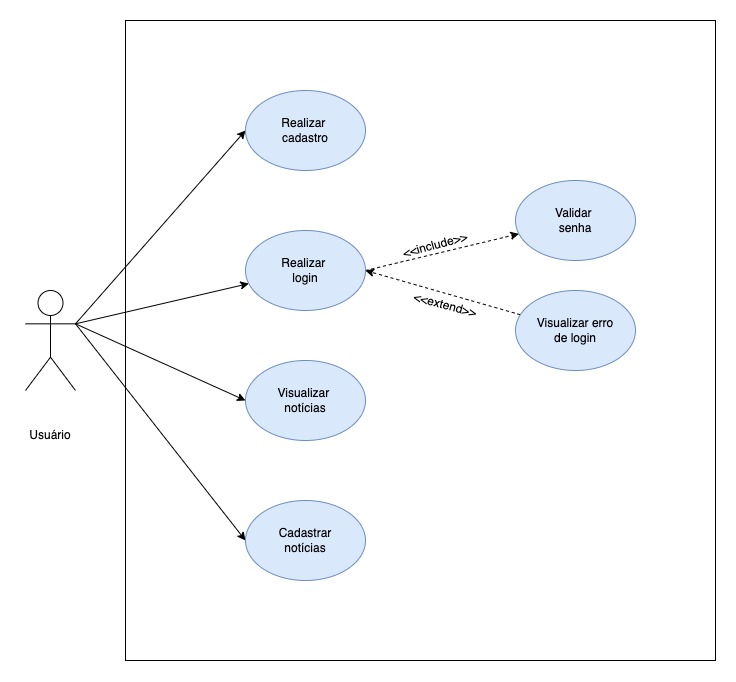 Realizar
cadastro
Realizar
login
<<include>>
Validar
senha
<<extend>>
Visualizar erro
de login
Visualizar
notícias
Usuário
Cadastrar
notícias